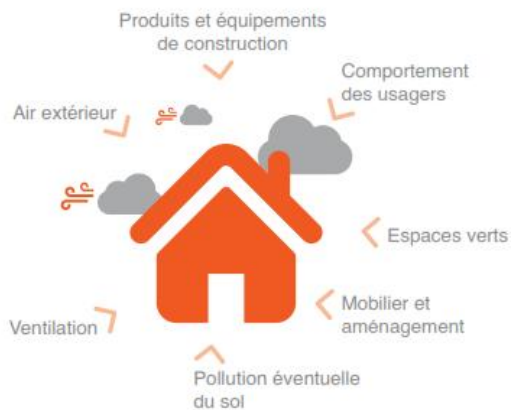 Produits et équipements
de construction
Comportement
des usagers
Air extérieur
Espaces verts
Mobilier et
aménagement
Ventilation
Pollution éventuelle
du sol